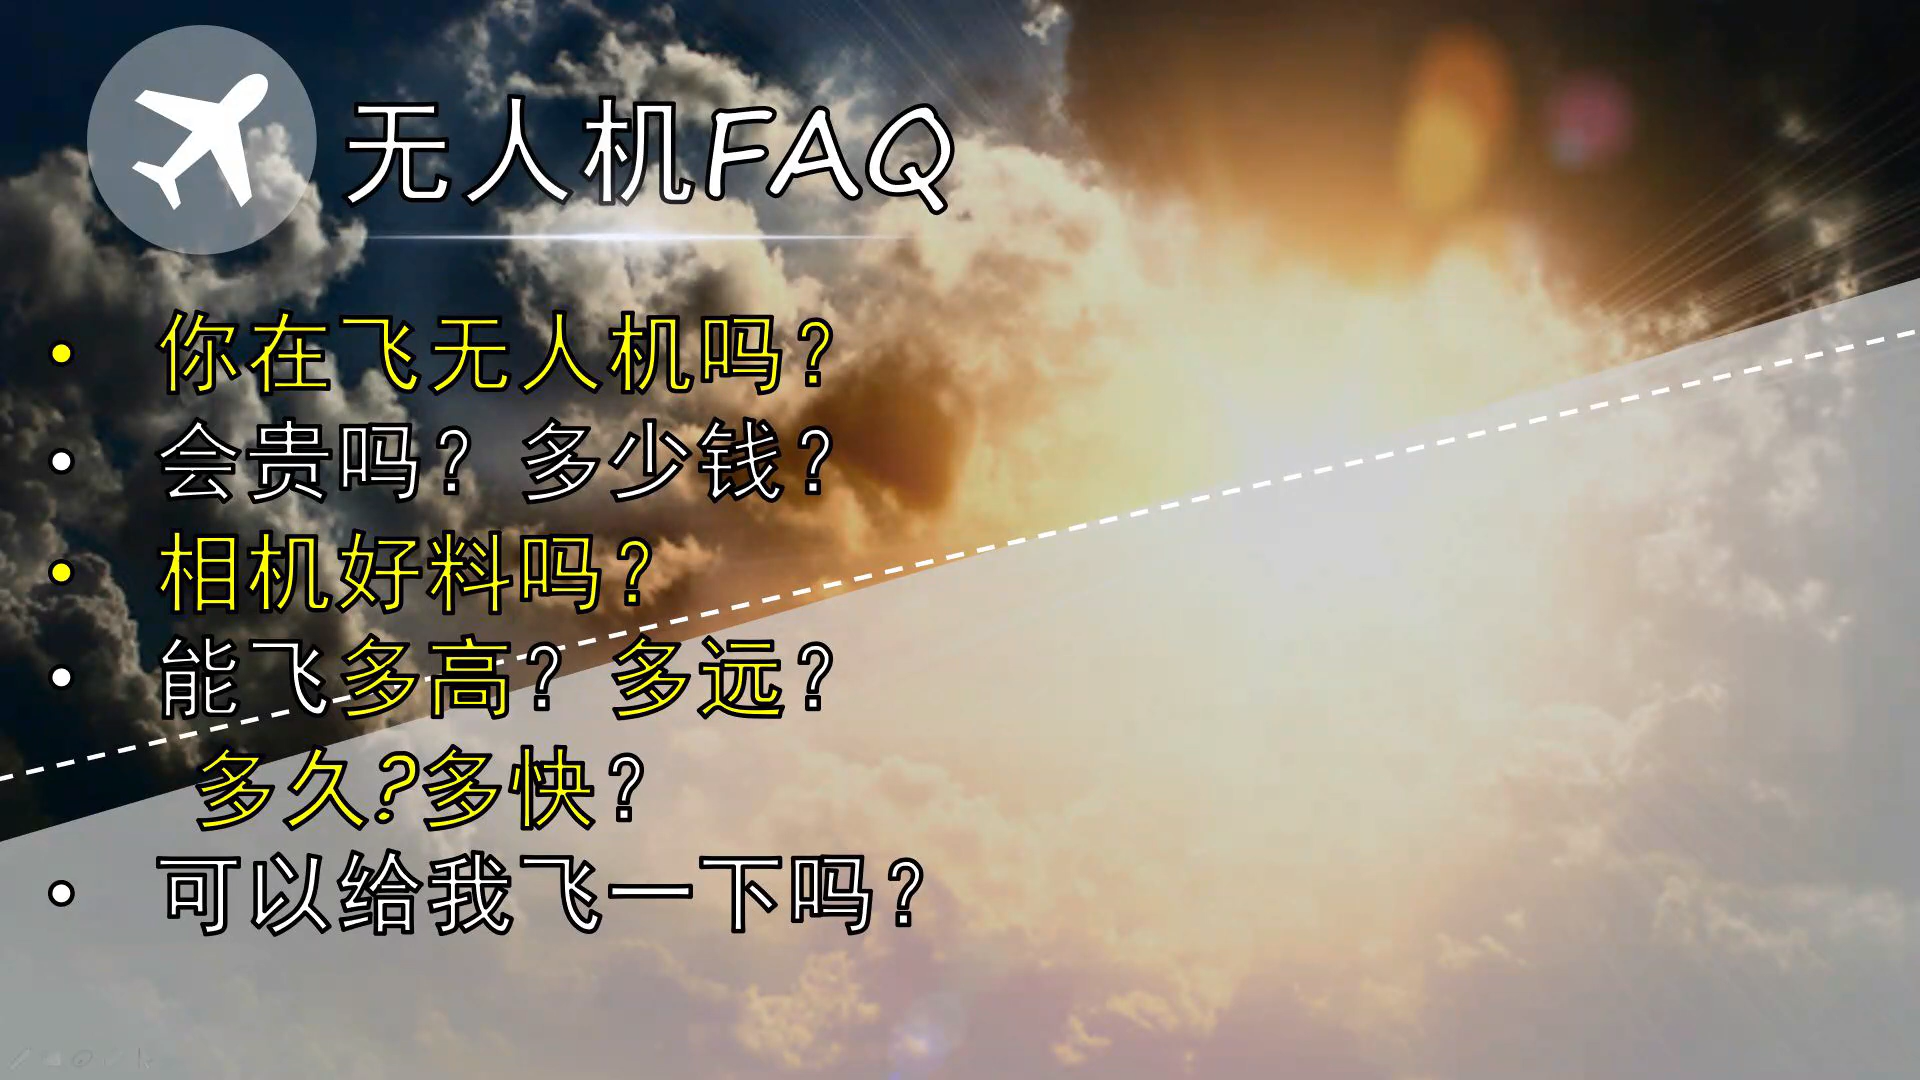 无人机FAQ
你在飞无人机吗？
会贵吗？多少钱？
相机好料吗？
能飞多高？多远？
多久?多快？
可以给我飞一下吗？